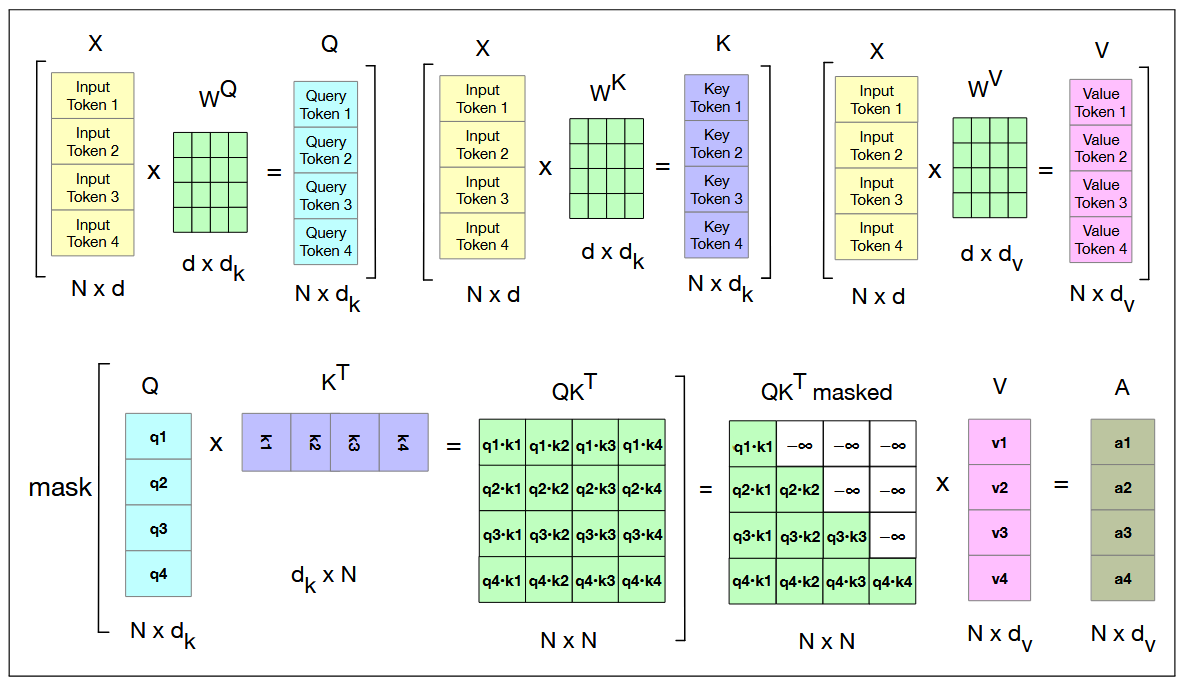 X
Q
X
K
X
V
Input
Token 1
Input
Token 2
Input
Token 3
Input
Token 4
x
W^Q
=
Query
Token 1
Query
Token 2
Query
Token 3
Query
Token 4
N x d
d x d_k
N x d_k
Input
Token 1
Input
Token 2
Input
Token 3
Input
Token 4
x
W^K
=
Key
Token 1
Key
Token 2
Key
Token 3
Key
Token 4
N x d
d x d_k
N x d_k
Input
Token 1
Input
Token 2
Input
Token 3
Input
Token 4
x
W^V
=
Value
Token 1
Value
Token 2
Value
Token 3
Value
Token 4
N x d
d x d_v
N x d_v
mask
Q
q1
q2
q3
q4
N x d_k
x
K^T
k1 k2 k3 k4
d_k x N
=
QK^T
q1•k1 q1•k2 q1•k3 q1•k4
q2•k1 q2•k2 q2•k3 q2•k4
q3•k1 q3•k2 q3•k3 q3•k4
q4•k1 q4•k2 q4•k3 q4•k4
N x N
=
QK^T masked
q1•k1 −∞ −∞ −∞
q2•k1 q2•k2 −∞ −∞
q3•k1 q3•k2 q3•k3 −∞
q4•k1 q4•k2 q4•k3 q4•k4
N x N
x
V
v1
v2
v3
v4
N x d_v
=
A
a1
a2
a3
a4
N x d_v